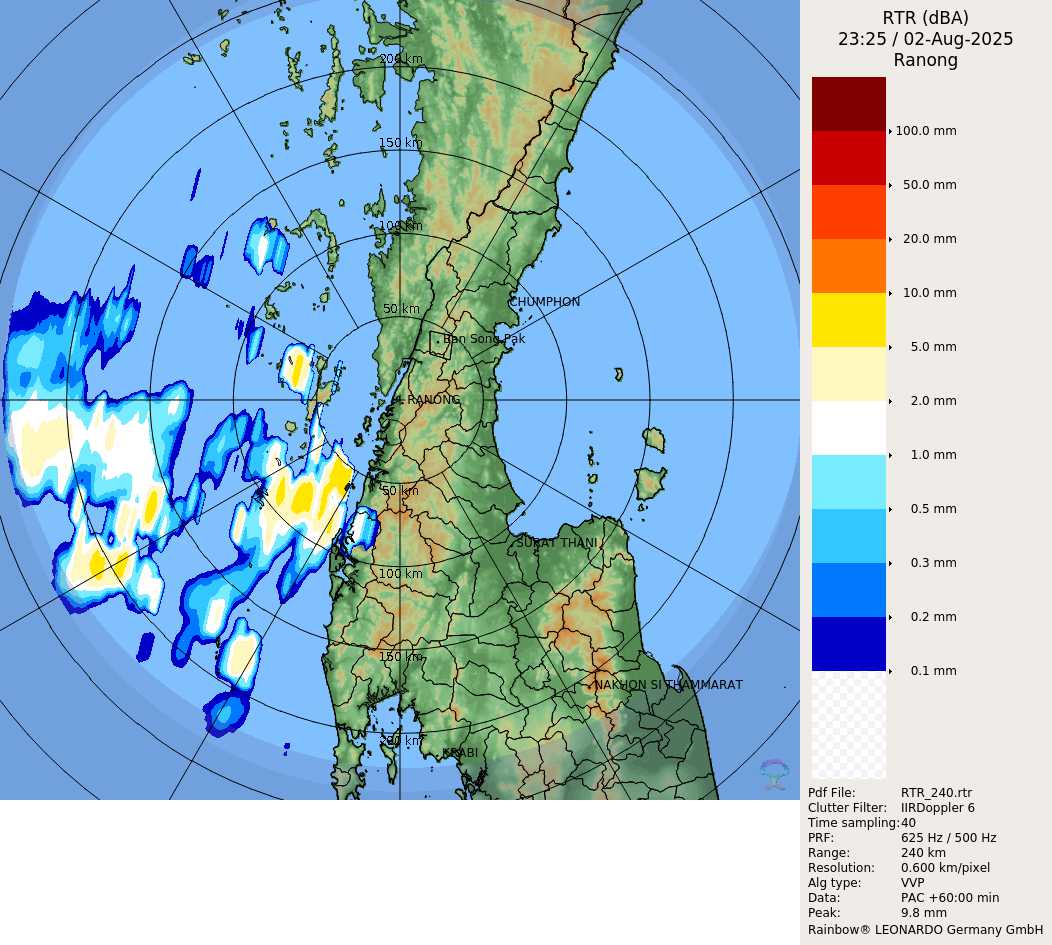 RTR (dBA)
23:25 / 02-Aug-2025
Ranong
100.0 mm
50.0 mm
20.0 mm
10.0 mm
5.0 mm
2.0 mm
1.0 mm
0.5 mm
0.3 mm
0.2 mm
0.1 mm
Pdf File: RTR_240.rtr
Clutter Filter: IIRDoppler 6
Time sampling:40
PRF: 625 Hz / 500 Hz
Range: 240 km
Resolution: 0.600 km/pixel
Alg type: VVP
Data: PAC +60:00 min
Peak: 9.8 mm
Rainbow® LEONARDO Germany GmbH
200 km
150 km
100 km
50 km
CHUMPHON
Ban Song Pak
RANONG
50 km
SURAT THANI
100 km
150 km
NAKHON SI THAMMARAT
200 km
KRABI